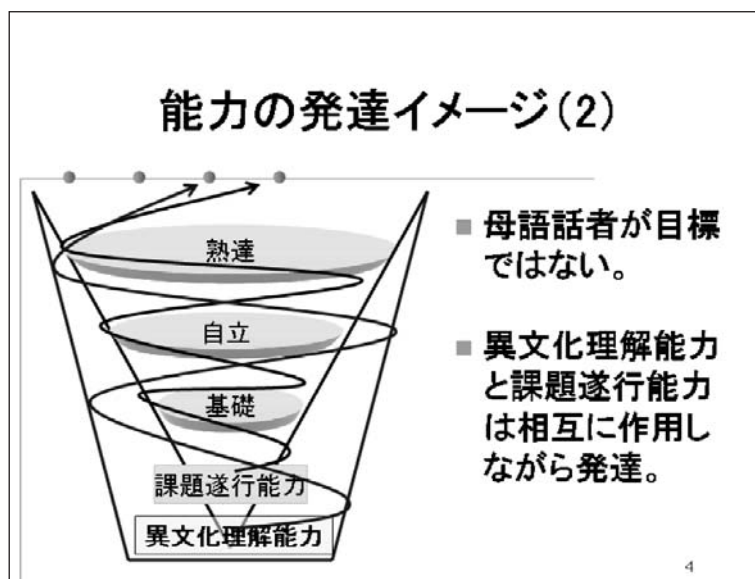 能力の発達イメージ(2)
熟達
自立
基礎
課題遂行能力
異文化理解能力
■ 母語話者が目標
ではない。
■ 異文化理解能力
と課題遂行能力
は相互に作用し
ながら発達。
4